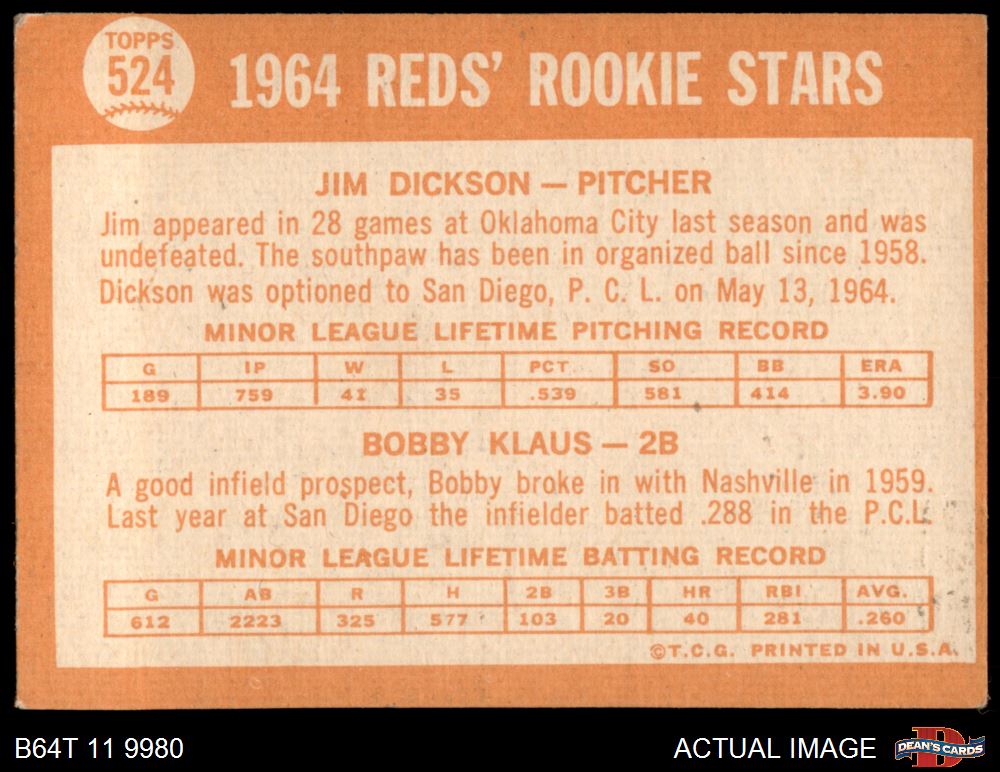 TOPPS
524
1964 REDS' ROOKIE STARS
JIM DICKSON — PITCHER
Jim appeared in 28 games at Oklahoma City last season and was
undefeated. The southpaw has been in organized ball since 1958.
Dickson was optioned to San Diego, P. C. L. on May 13, 1964.
MINOR LEAGUE LIFETIME PITCHING RECORD
G IP W L PCT. SO BB ERA
189 759 41 35 .539 581 414 3.90
BOBBY KLAUS — 2B
A good infield prospect, Bobby broke in with Nashville in 1959.
Last year at San Diego the infielder batted .288 in the P.C.L.
MINOR LEAGUE LIFETIME BATTING RECORD
G AB R H 2B 3B HR RBI AVG.
612 2223 325 577 103 20 40 281 .260
©T.C.G. PRINTED IN U.S.A.
B64T 11 9980
ACTUAL IMAGE
DEAN'S CARDS